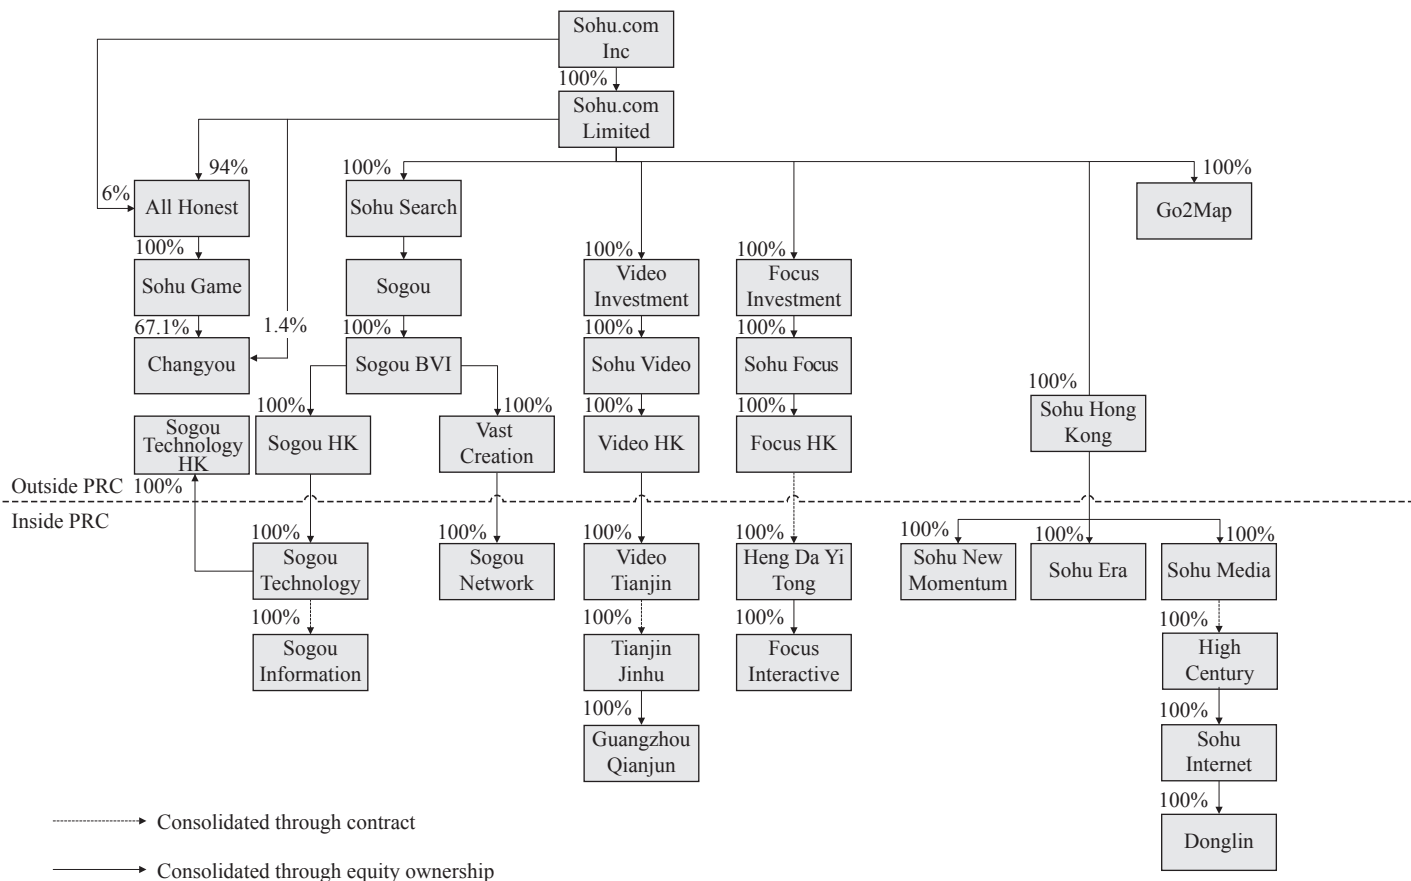 Sohu.com
Inc
100%
Sohu.com
Limited
94%
100%
100%
6%
All Honest
Sohu Search
Go2Map
100%
100%
100%
Sohu Game
Sogou
Video
Investment
Focus
Investment
67.1%
1.4%
100%
Changyou
Sogou BVI
Sohu Video
Sohu Focus
100%
100%
100%
100%
100%
Sogou
Technology
HK
Sogou HK
Vast
Creation
Video HK
Focus HK
Sohu Hong
Kong
Outside PRC
100%
Inside PRC
100%
100%
100%
100%
100%
100%
100%
Sogou
Technology
Sogou
Network
Video
Tianjin
Heng Da Yi
Tong
Sohu New
Momentum
Sohu Era
Sohu Media
100%
100%
100%
100%
Sogou
Information
Tianjin
Jinhu
Focus
Interactive
High
Century
100%
100%
Guangzhou
Qianjun
Sohu
Internet
100%
Donglin
Consolidated through contract
Consolidated through equity ownership